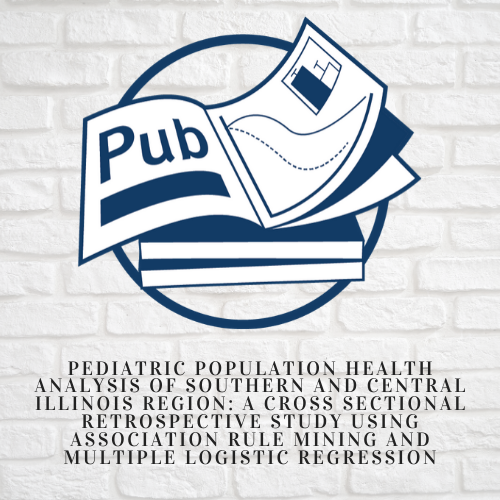 Pub
PEDIATRIC POPULATION HEALTH
ANALYSIS OF SOUTHERN AND CENTRAL
ILLINOIS REGION: A CROSS SECTIONAL
RETROSPECTIVE STUDY USING
ASSOCIATION RULE MINING AND
MULTIPLE LOGISTIC REGRESSION